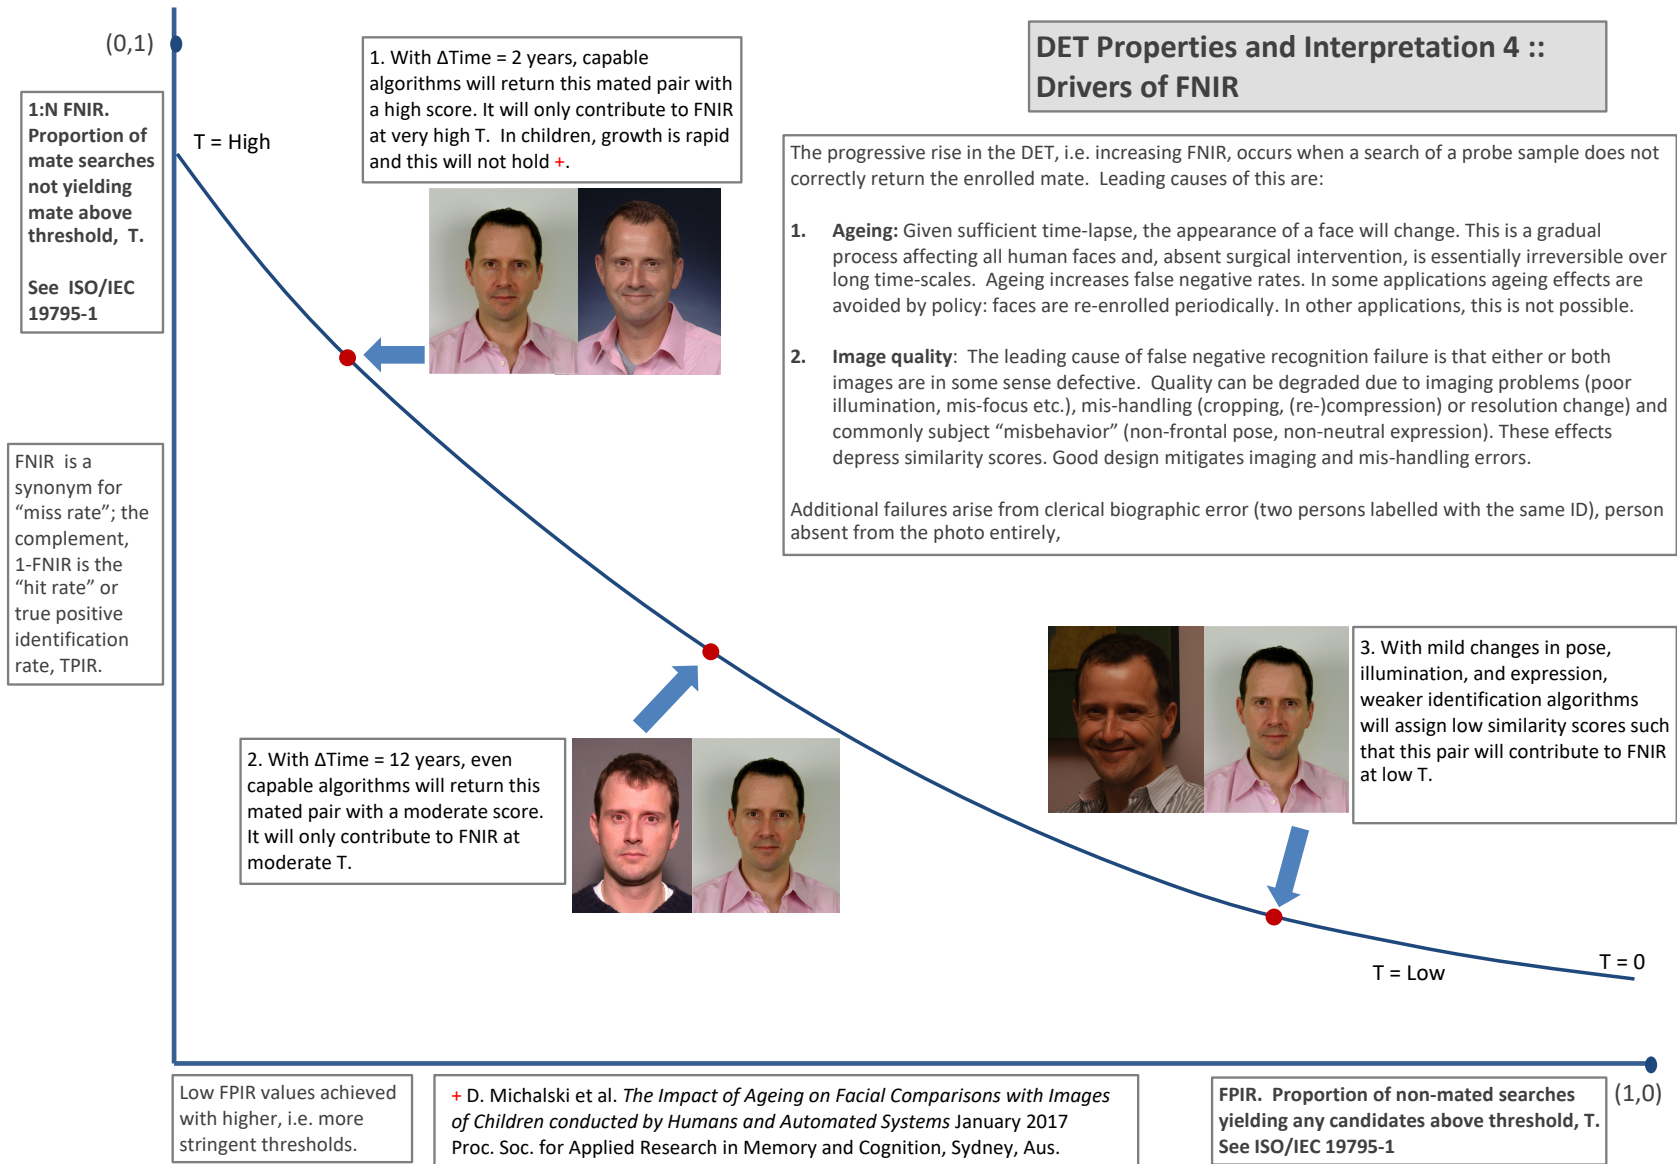 (0,1)
1:N FNIR.
Proportion of
mate searches
not yielding
mate above
threshold, T.
See ISO/IEC
19795-1
T = High
1. With ΔTime = 2 years, capable
algorithms will return this mated pair with
a high score. It will only contribute to FNIR
at very high T. In children, growth is rapid
and this will not hold +.
DET Properties and Interpretation 4 ::
Drivers of FNIR
The progressive rise in the DET, i.e. increasing FNIR, occurs when a search of a probe sample does not
correctly return the enrolled mate. Leading causes of this are:
1. Ageing: Given sufficient time-lapse, the appearance of a face will change. This is a gradual
process affecting all human faces and, absent surgical intervention, is essentially irreversible over
long time-scales. Ageing increases false negative rates. In some applications ageing effects are
avoided by policy: faces are re-enrolled periodically. In other applications, this is not possible.
2. Image quality: The leading cause of false negative recognition failure is that either or both
images are in some sense defective. Quality can be degraded due to imaging problems (poor
illumination, mis-focus etc.), mis-handling (cropping, (re-)compression) or resolution change) and
commonly subject “misbehavior” (non-frontal pose, non-neutral expression). These effects
depress similarity scores. Good design mitigates imaging and mis-handling errors.
Additional failures arise from clerical biographic error (two persons labelled with the same ID), person
absent from the photo entirely,
FNIR is a
synonym for
“miss rate”; the
complement,
1-FNIR is the
“hit rate” or
true positive
identification
rate, TPIR.
2. With ΔTime = 12 years, even
capable algorithms will return this
mated pair with a moderate score.
It will only contribute to FNIR at
moderate T.
3. With mild changes in pose,
illumination, and expression,
weaker identification algorithms
will assign low similarity scores such
that this pair will contribute to FNIR
at low T.
T = Low
T = 0
Low FPIR values achieved
with higher, i.e. more
stringent thresholds.
+ D. Michalski et al. The Impact of Ageing on Facial Comparisons with Images
of Children conducted by Humans and Automated Systems January 2017
Proc. Soc. for Applied Research in Memory and Cognition, Sydney, Aus.
FPIR. Proportion of non-mated searches
yielding any candidates above threshold, T.
See ISO/IEC 19795-1
(1,0)